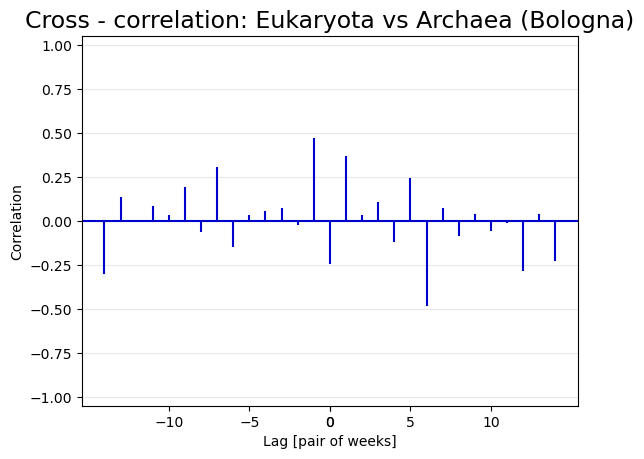 Cross - correlation: Eukaryota vs Archaea (Bologna)
1.00
0.75
0.50
0.25
0.00
−0.25
−0.50
−0.75
−1.00
Correlation
−10 −5 0 0 5 10
Lag [pair of weeks]